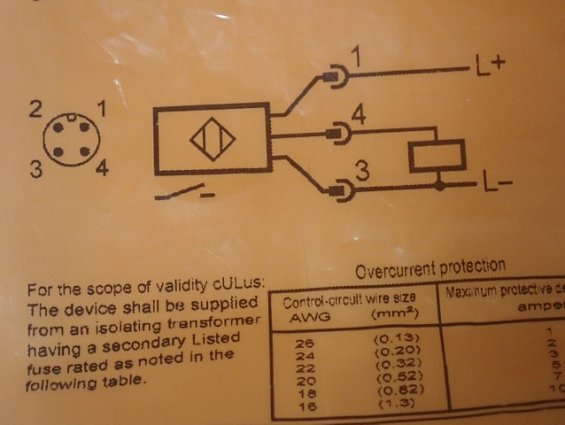 1
L+
2
1
4
3
4
3
L–
For the scope of validity cULus:
The device shall be supplied
from an isolating transformer
having a secondary Listed
fuse rated as noted in the
following table.
Overcurrent protection
Control-circuit wire size
AWG (mm²)
Maximum protective
26 (0.13) 1
24 (0.20) 2
22 (0.32) 3
20 (0.52) 5
18 (0.82) 7
16 (1.3) 10